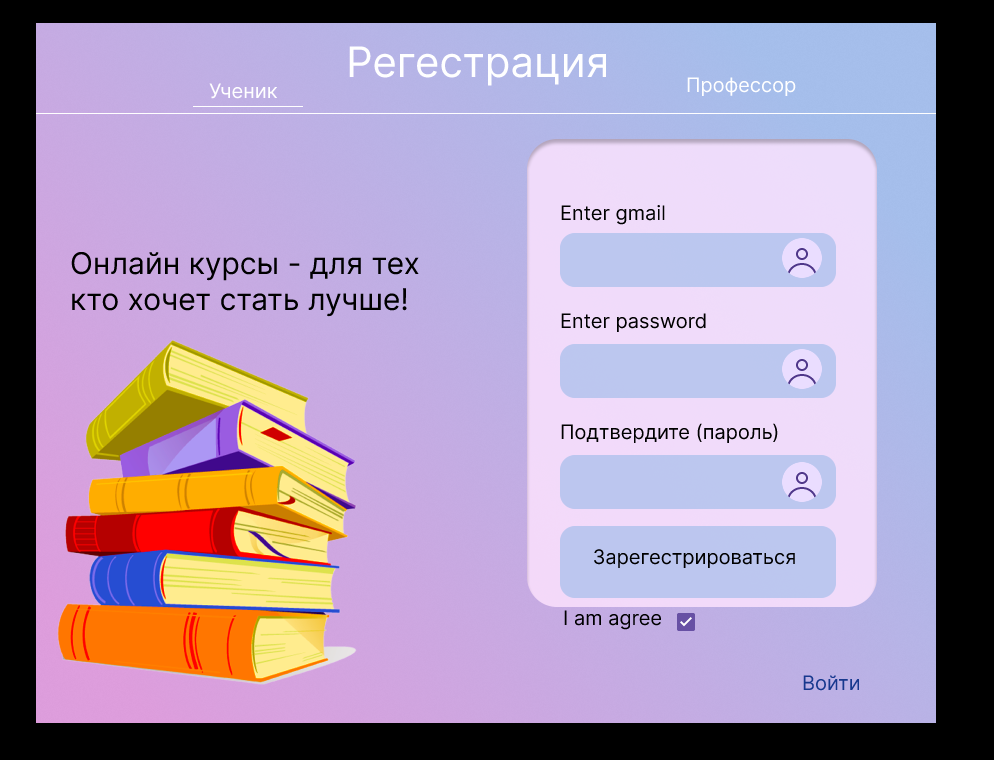 Регестрация
Ученик
Профессор
Онлайн курсы - для тех
кто хочет стать лучше!
Enter gmail
Enter password
Подтвердите (пароль)
Зарегестрироваться
I am agree
Войти